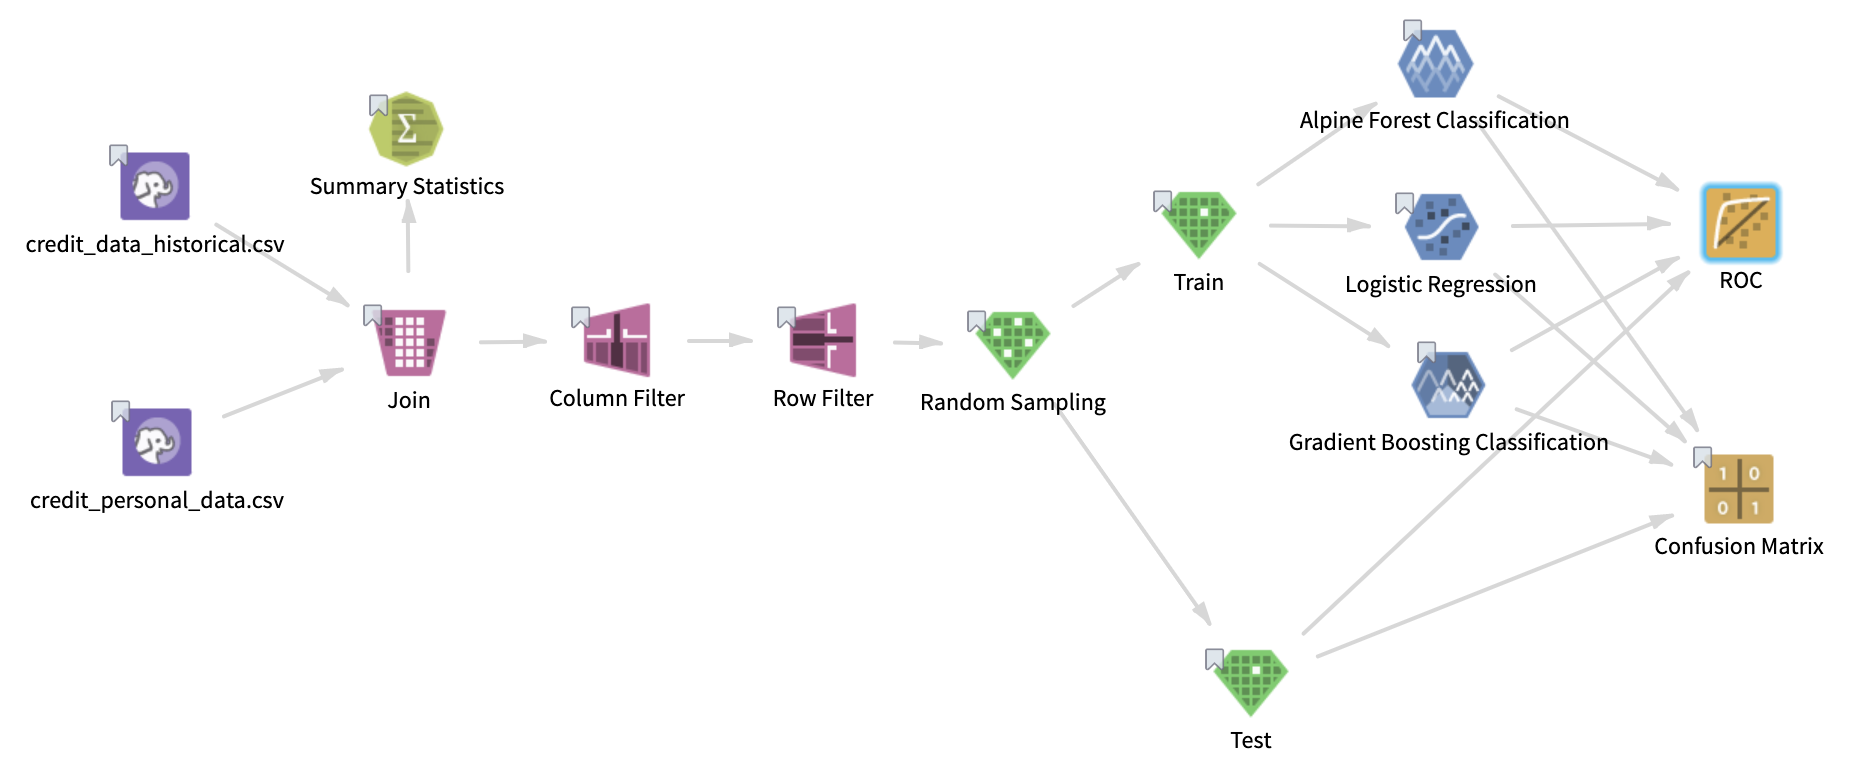 Alpine Forest Classification
Summary Statistics
credit_data_historical.csv
Train
Logistic Regression
ROC
Join
Column Filter
Row Filter
Random Sampling
Gradient Boosting Classification
credit_personal_data.csv
1 0
0 1
Confusion Matrix
Test
Σ